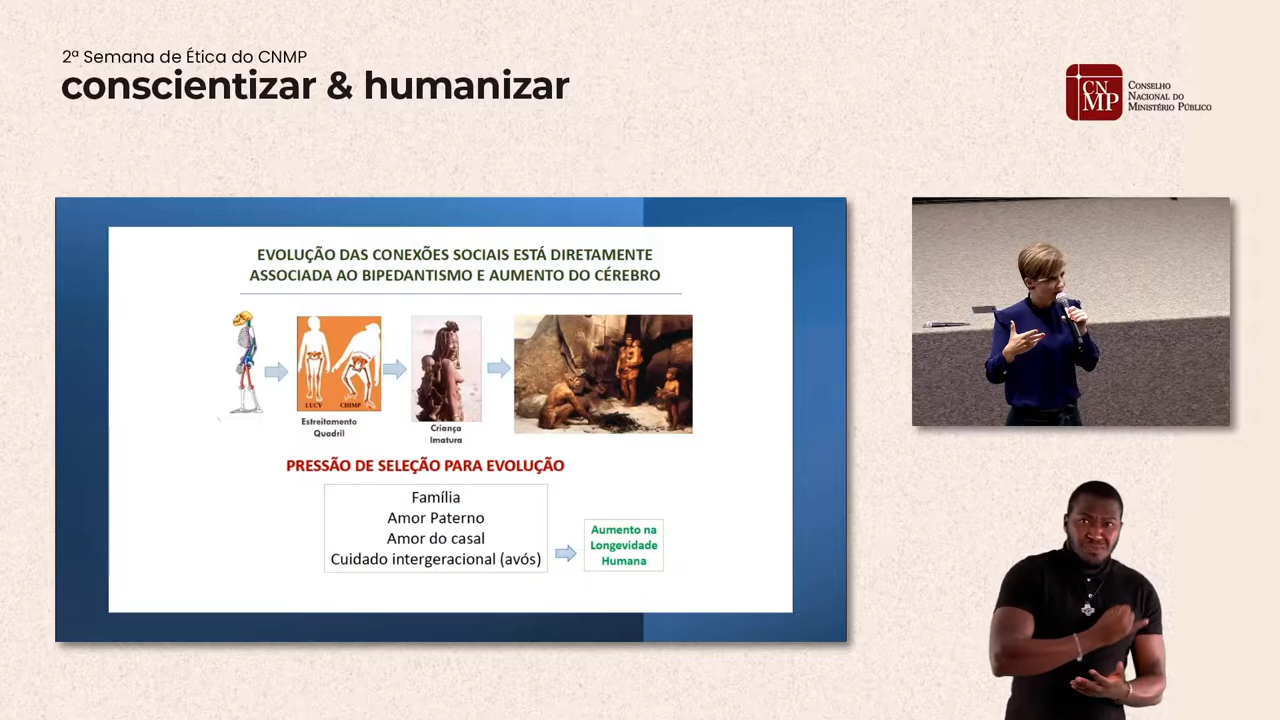 2ª Semana de Ética do CNMP
conscientizar & humanizar
CN
MP
Conselho
Nacional do
Ministério Público
EVOLUÇÃO DAS CONEXÕES SOCIAIS ESTÁ DIRETAMENTE
ASSOCIADA AO BIPEDANTISMO E AUMENTO DO CÉREBRO
LUCY CHIMP
Estreitamento
Quadril
Criança
Imatura
PRESSÃO DE SELEÇÃO PARA EVOLUÇÃO
Família
Amor Paterno
Amor do casal
Cuidado intergeracional (avós)
Aumento na
Longevidade
Humana